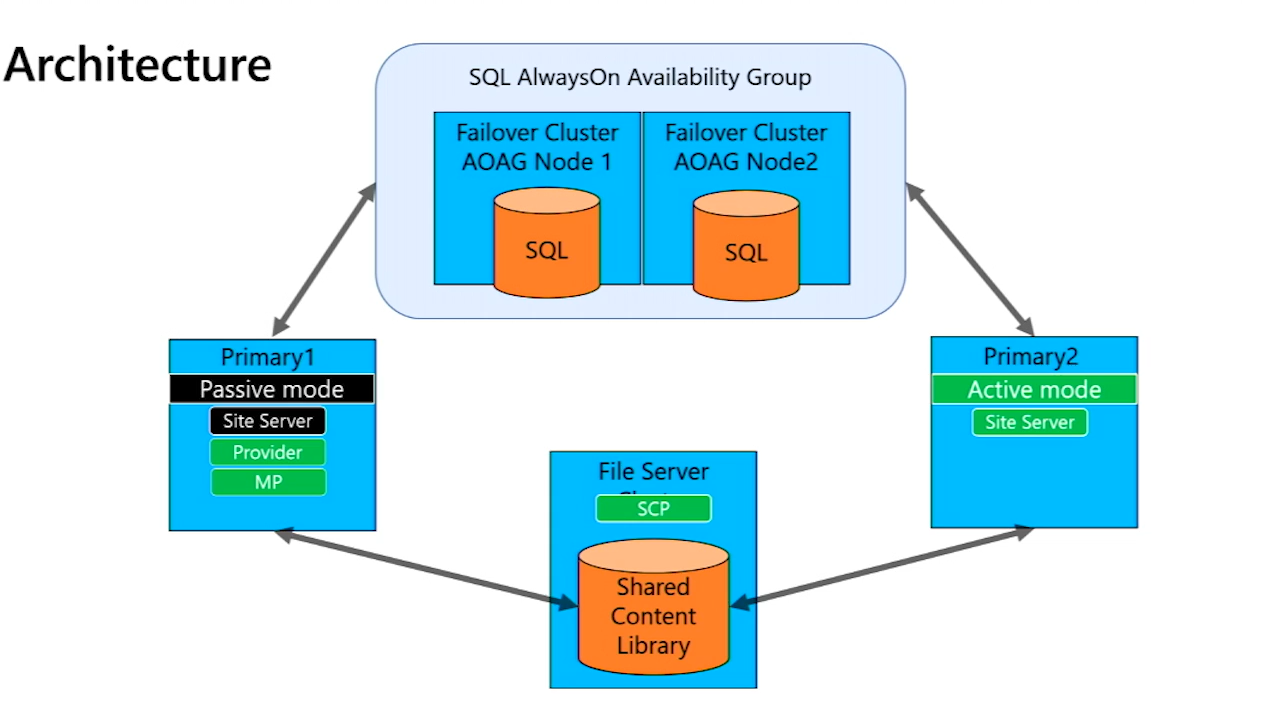 Architecture
SQL AlwaysOn Availability Group
Failover Cluster
AOAG Node 1
SQL
Failover Cluster
AOAG Node2
SQL
Primary1
Passive mode
Site Server
Provider
MP
Primary2
Active mode
Site Server
File Server
SCP
Shared
Content
Library